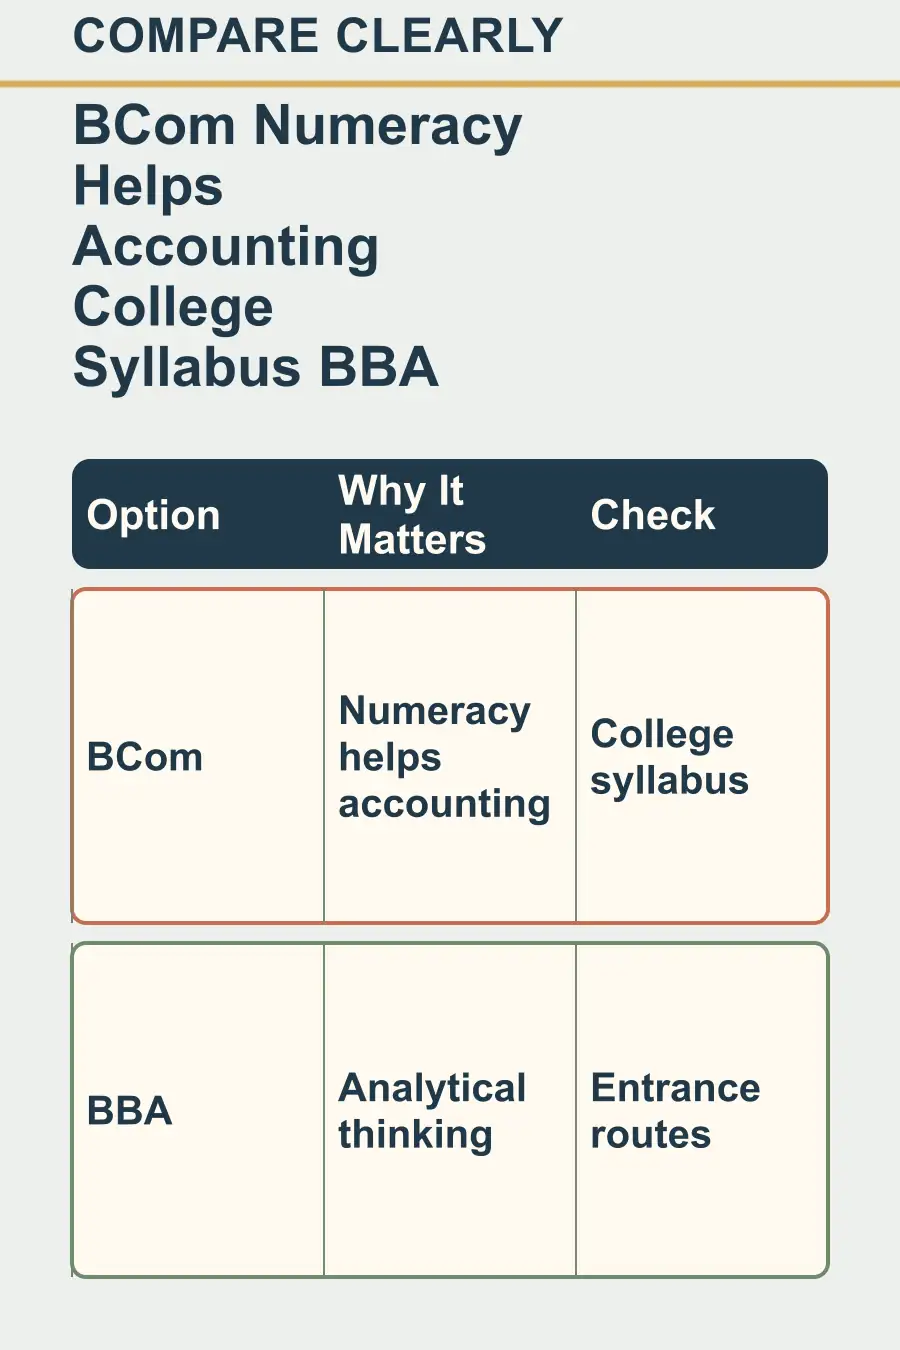 COMPARE CLEARLY
BCom Numeracy
Helps
Accounting
College
Syllabus BBA
Option
Why It
Matters
Check
BCom
Numeracy
helps
accounting
College
syllabus
BBA
Analytical
thinking
Entrance
routes